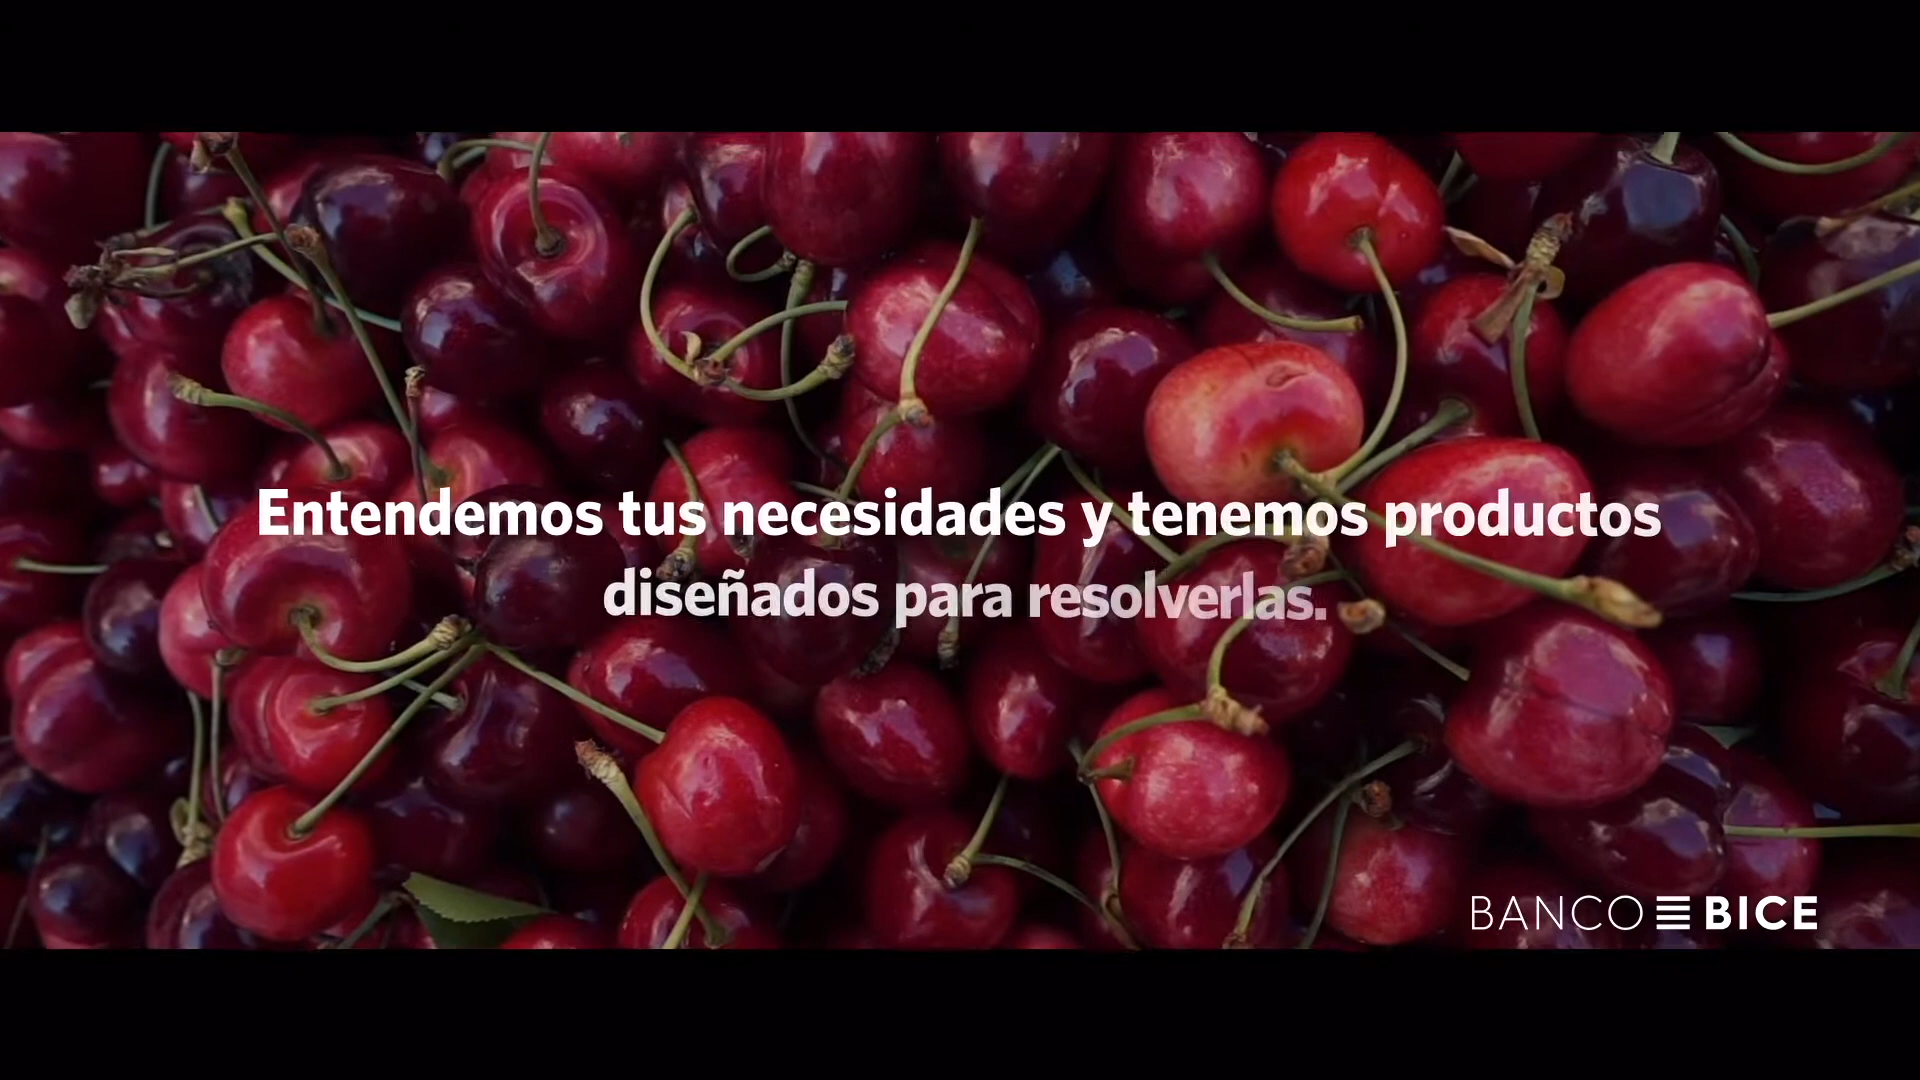 Entendemos tus necesidades y tenemos productos
diseñados para resolverlas.
BANCO BICE